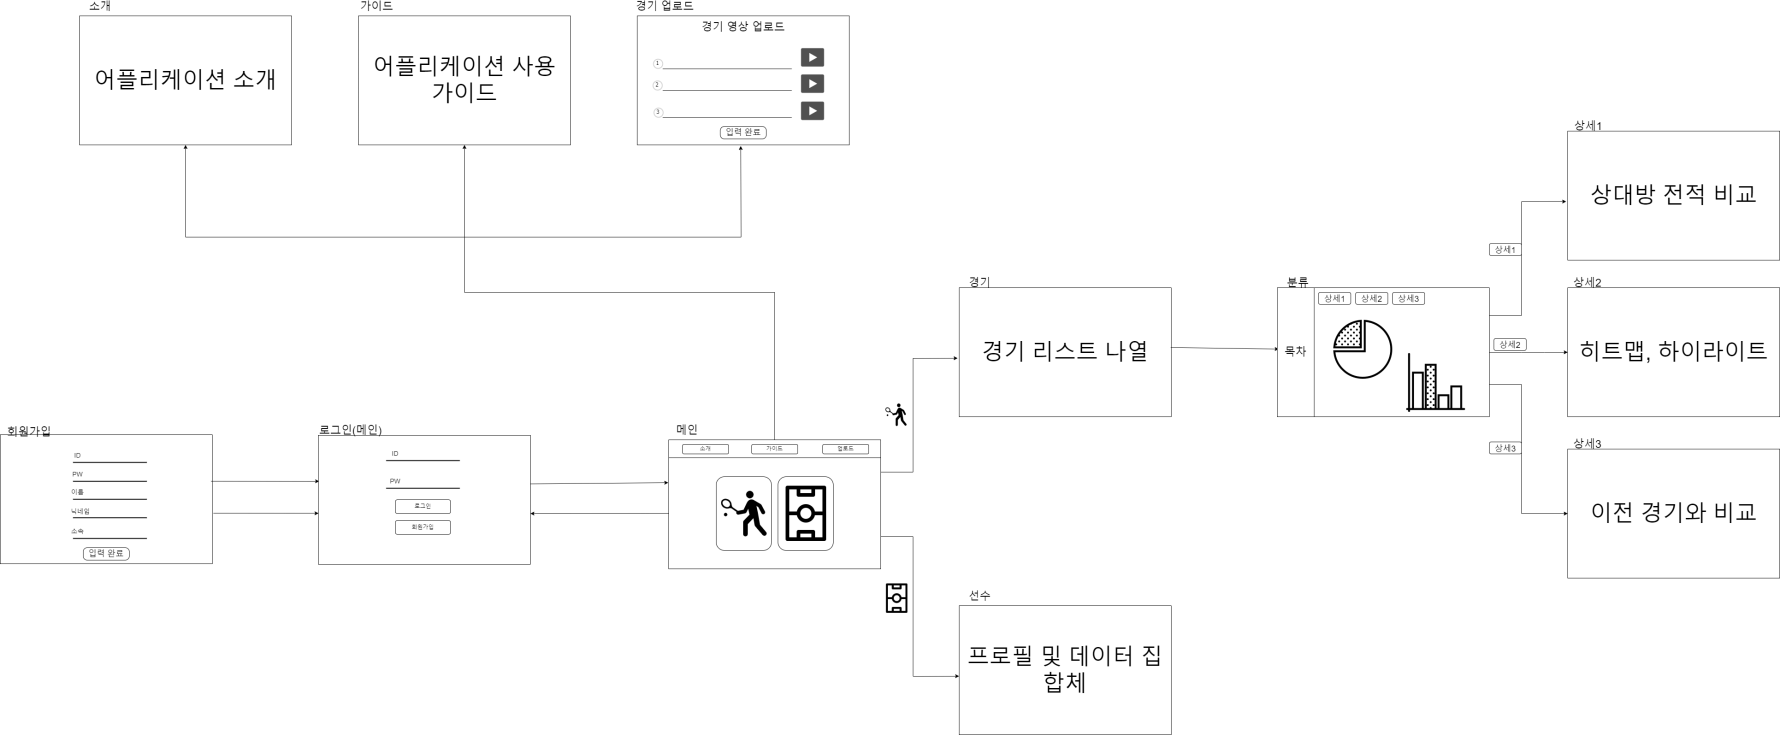 소개
어플리케이션 소개
가이드
어플리케이션 사용
가이드
경기 업로드
경기 영상 업로드
1
2
3
입력 완료
회원가입
ID
PW
이름
닉네임
소속
입력 완료
로그인(메인)
ID
PW
로그인
회원가입
메인
소개
가이드
업로드
경기
경기 리스트 나열
선수
프로필 및 데이터 집
합체
분류
목차
상세1
상세2
상세3
상세1
상세2
상세3
상세1
상대방 전적 비교
상세2
히트맵, 하이라이트
상세3
이전 경기와 비교